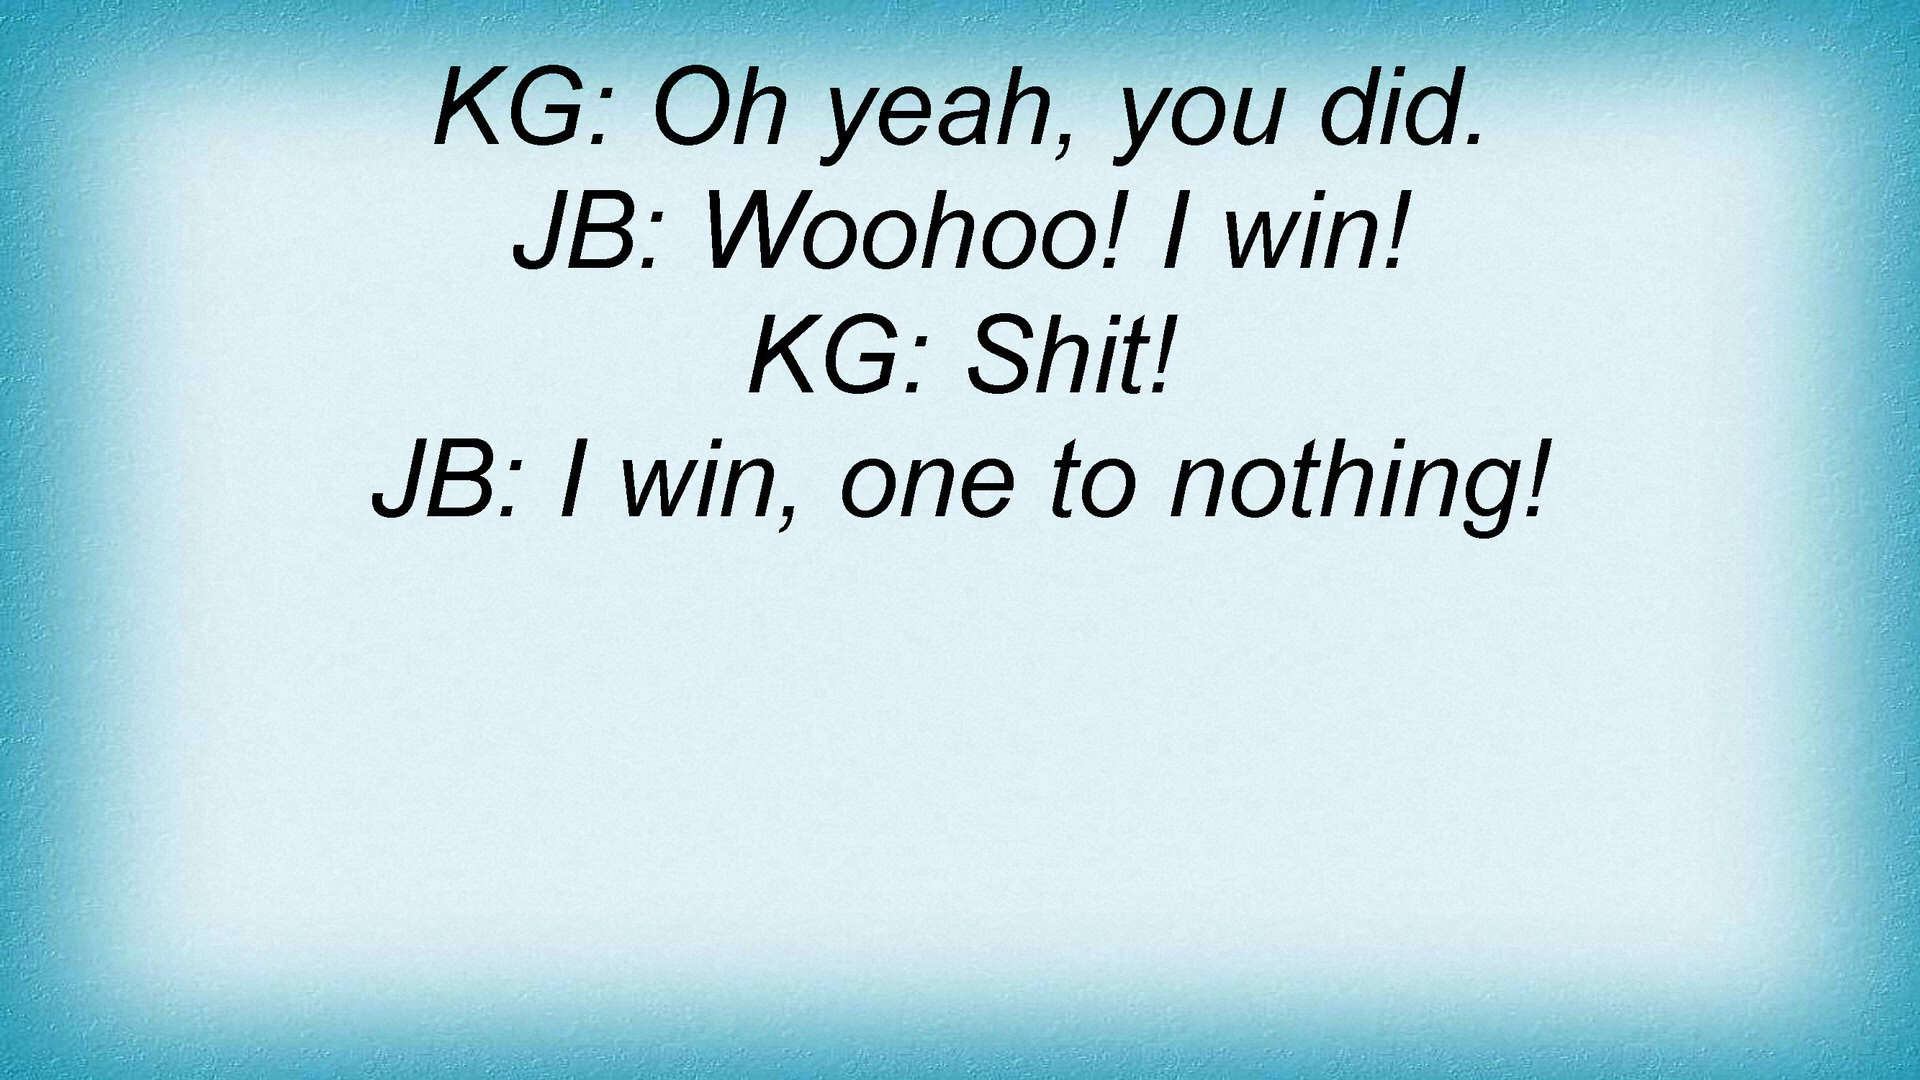 KG: Oh yeah, you did.
JB: Woohoo! I win!
KG: Shit!
JB: I win, one to nothing!